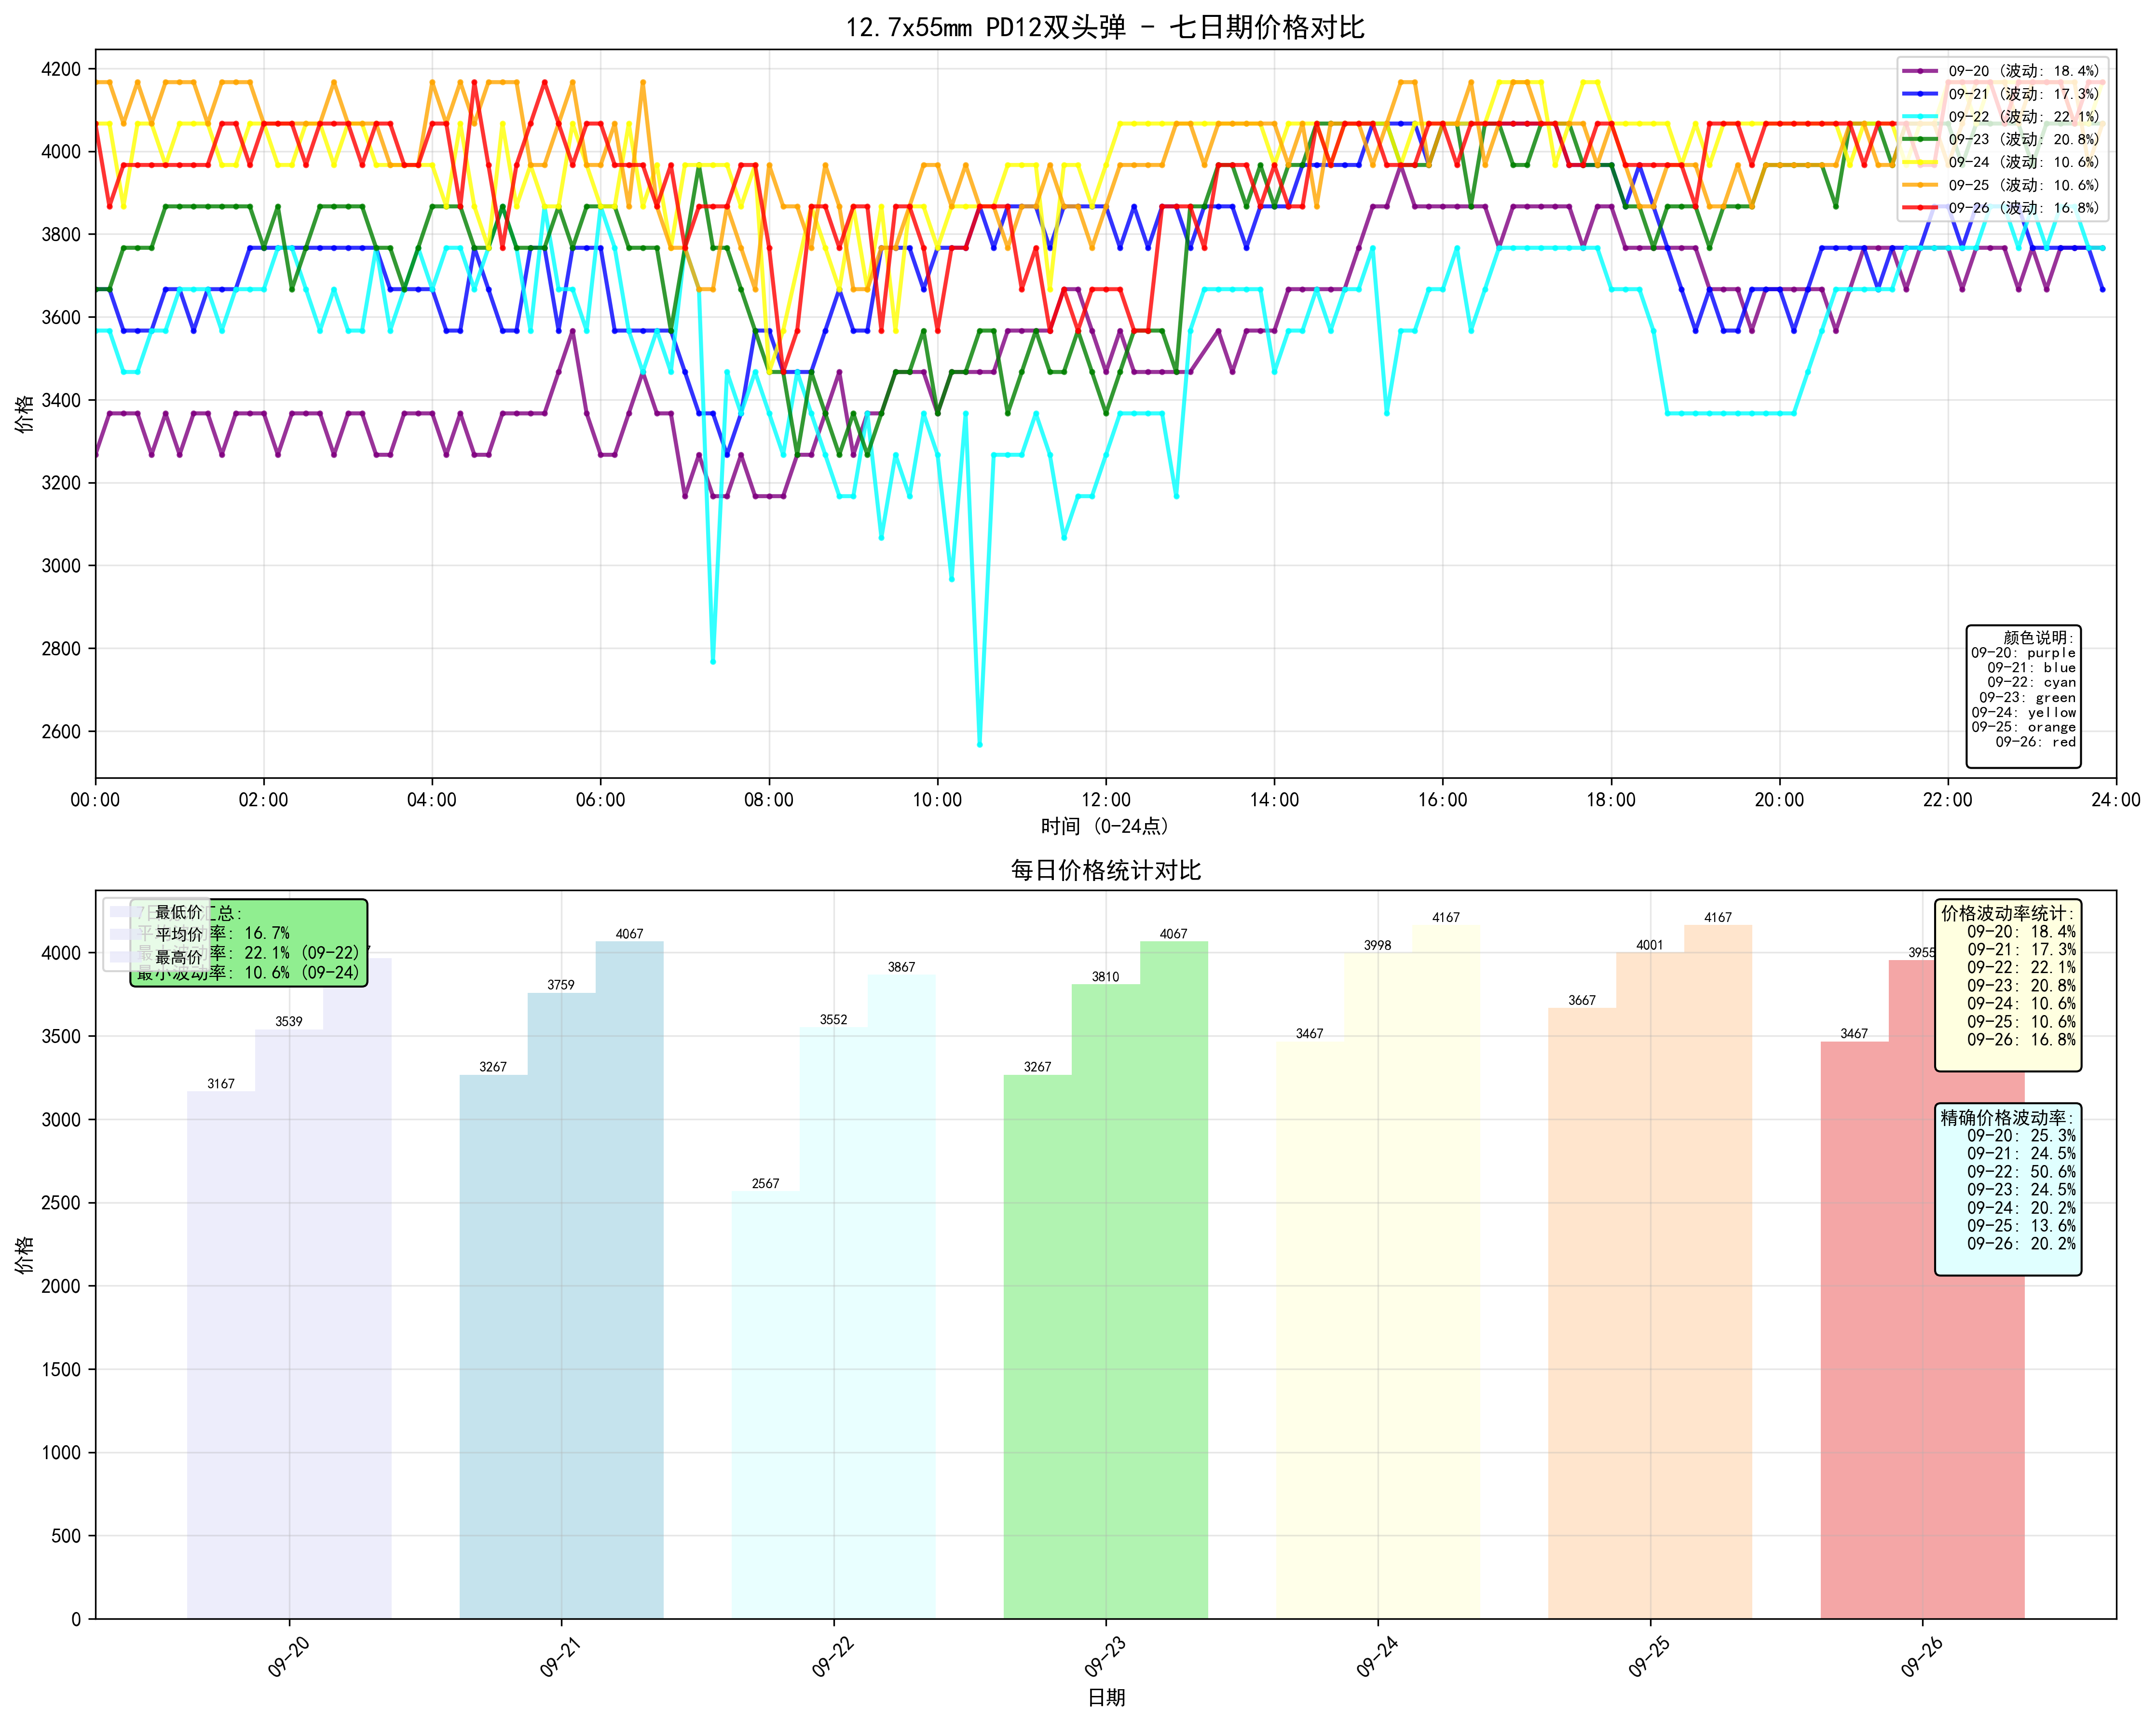 12.7x55mm PD12双头弹 - 七日期价格对比
4200
4000
3800
3600
3400
3200
3000
2800
2600
价格
09-20 (波动: 18.4%)
09-21 (波动: 17.3%)
09-22 (波动: 22.1%)
09-23 (波动: 20.8%)
09-24 (波动: 10.6%)
09-25 (波动: 10.6%)
09-26 (波动: 16.8%)
颜色说明:
09-20: purple
09-21: blue
09-22: cyan
09-23: green
09-24: yellow
09-25: orange
09-26: red
00:00 02:00 04:00 06:00 08:00 10:00 12:00 14:00 16:00 18:00 20:00 22:00 24:00
时间 (0-24点)
每日价格统计对比
4000
3500
3000
2500
2000
1500
1000
500
0
价格
最低价
平均价
最高价
汇总:
率: 16.7%
率: 22.1% (09-22)
最小波动率: 10.6% (09-24)
3167
3539
3267
3759
4067
2567
3552
3867
3267
3810
4067
3467
3998
4167
3667
4001
4167
3467
3955
价格波动率统计:
09-20: 18.4%
09-21: 17.3%
09-22: 22.1%
09-23: 20.8%
09-24: 10.6%
09-25: 10.6%
09-26: 16.8%
精确价格波动率:
09-20: 25.3%
09-21: 24.5%
09-22: 50.6%
09-23: 24.5%
09-24: 20.2%
09-25: 13.6%
09-26: 20.2%
09-20 09-21 09-22 09-23 09-24 09-25 09-26
日期